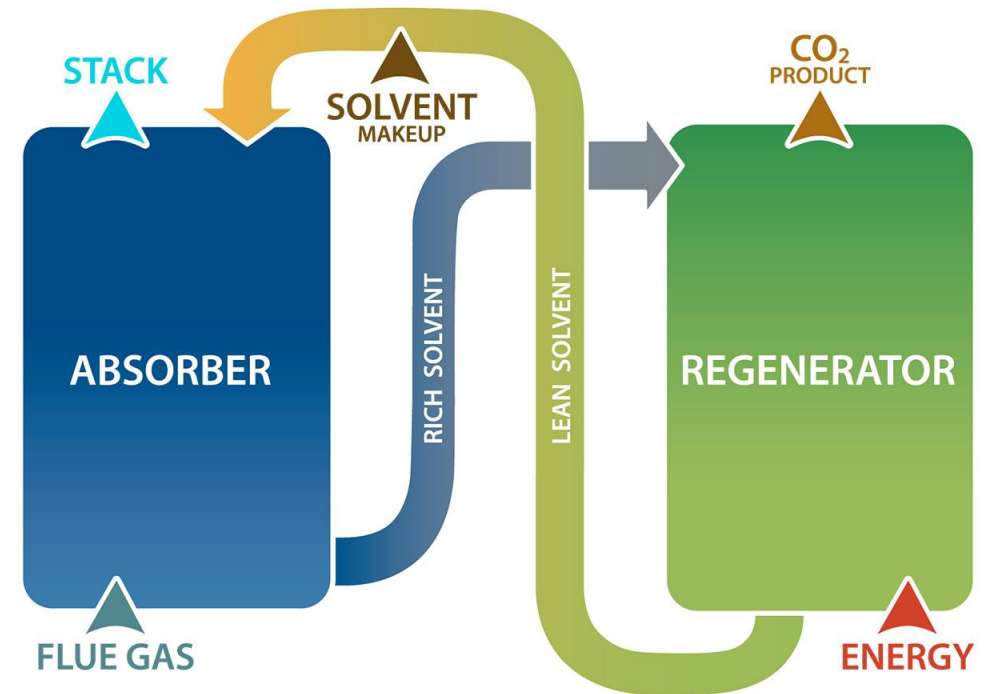 STACK
CO₂
PRODUCT
SOLVENT
MAKEUP
RICH SOLVENT
LEAN SOLVENT
ABSORBER
REGENERATOR
FLUE GAS
ENERGY